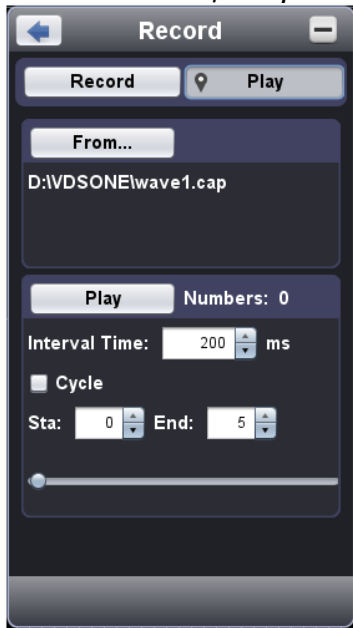 Record
Record Play
From...
D:\VDSONE\wave1.cap
Play Numbers: 0
Interval Time: 200 ms
Cycle
Sta: 0 End: 5